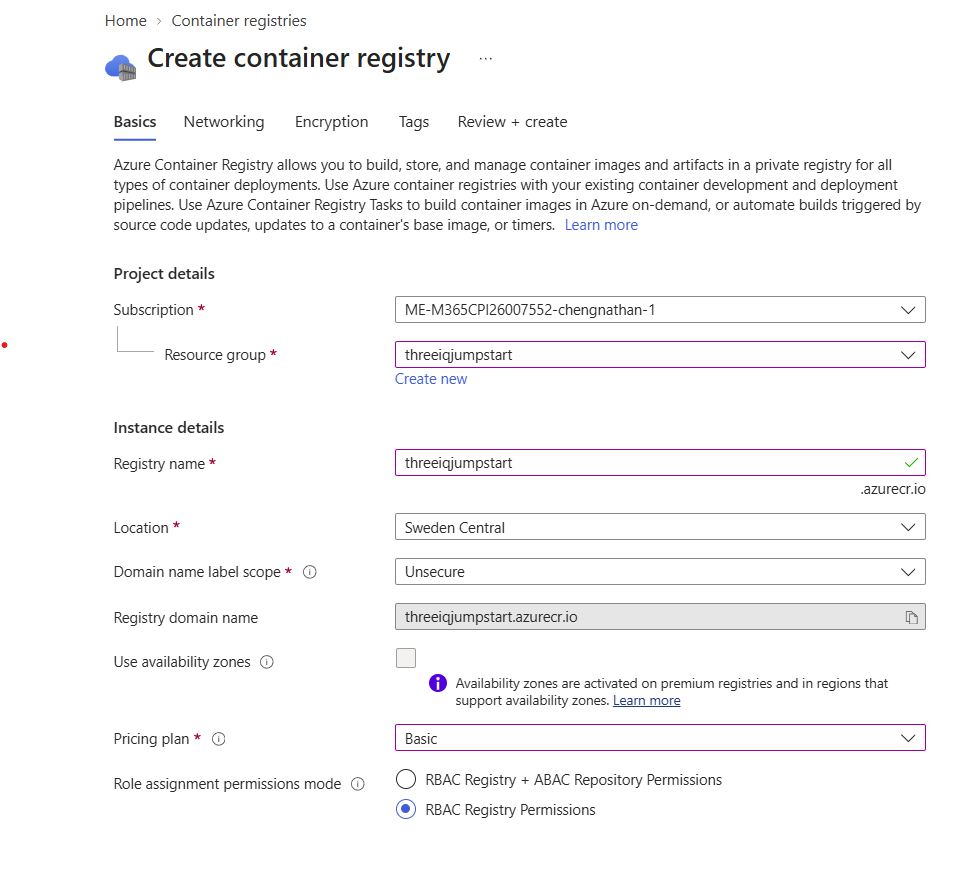 Home > Container registries
Create container registry ...
Basics Networking Encryption Tags Review + create
Azure Container Registry allows you to build, store, and manage container images and artifacts in a private registry for all
types of container deployments. Use Azure container registries with your existing container development and deployment
pipelines. Use Azure Container Registry Tasks to build container images in Azure on-demand, or automate builds triggered by
source code updates, updates to a container's base image, or timers. Learn more
Project details
Subscription * ME-M365CPI26007552-chengnathan-1
Resource group * threeiqjumpstart
Create new
Instance details
Registry name * threeiqjumpstart
.azurecr.io
Location * Sweden Central
Domain name label scope * Unsecure
Registry domain name threeiqjumpstart.azurecr.io
Use availability zones
Availability zones are activated on premium registries and in regions that
support availability zones. Learn more
Pricing plan * Basic
Role assignment permissions mode RBAC Registry + ABAC Repository Permissions
RBAC Registry Permissions